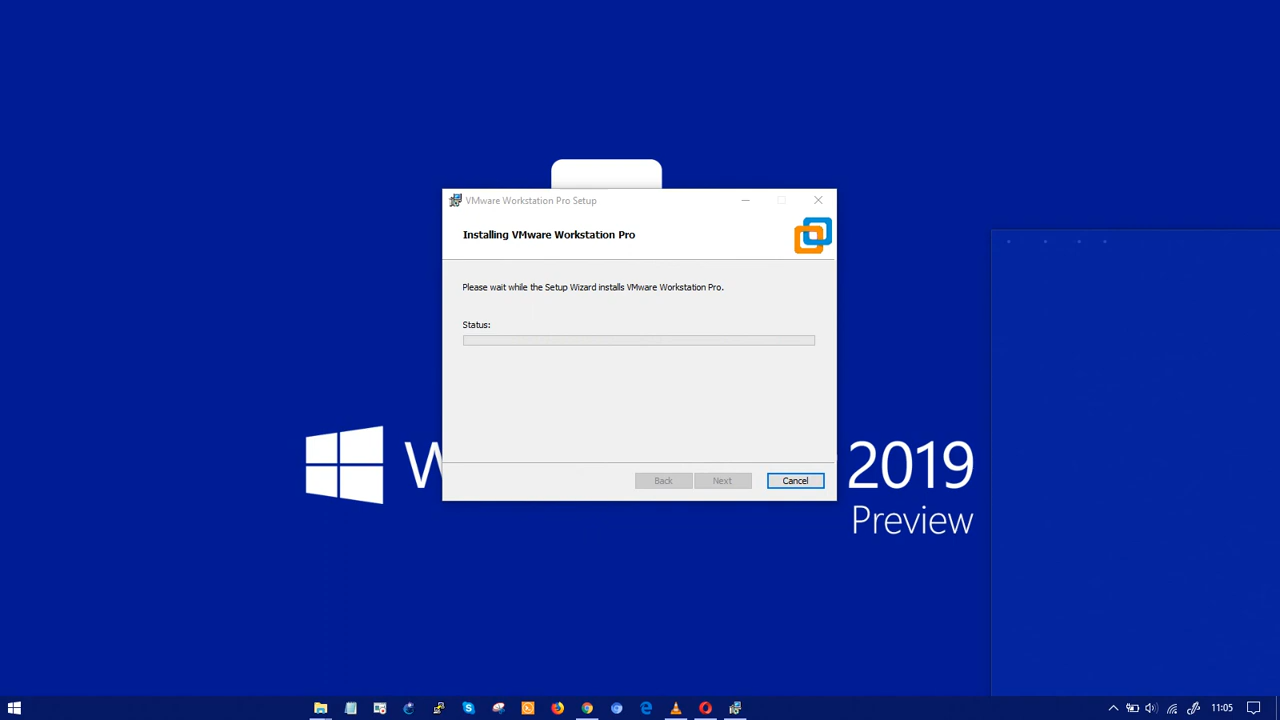 VMware Workstation Pro Setup
Installing VMware Workstation Pro
Please wait while the Setup Wizard installs VMware Workstation Pro.
Status:
Back Next Cancel
W 2019
Preview
11:05